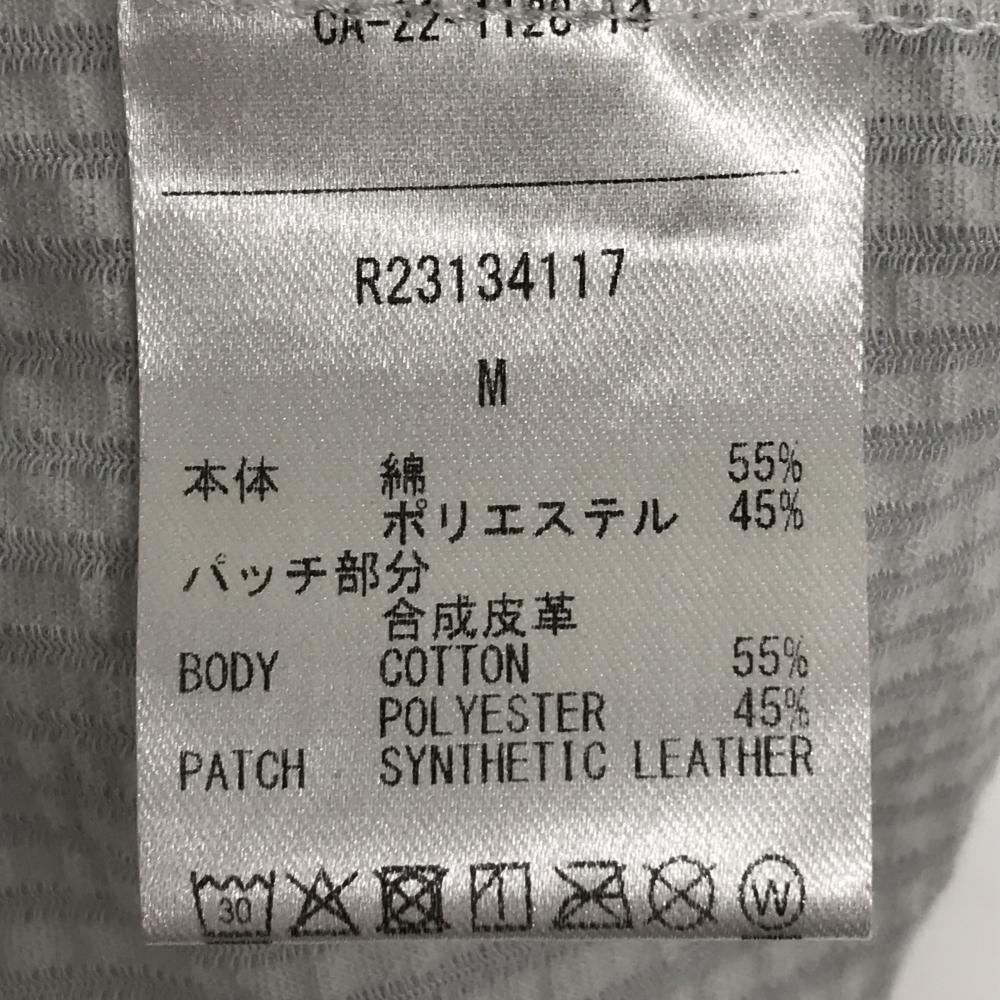 R23134117
M
本体 綿 55%
ポリエステル 45%
パッチ部分
合成皮革
BODY COTTON 55%
POLYESTER 45%
PATCH SYNTHETIC LEATHER
30 W